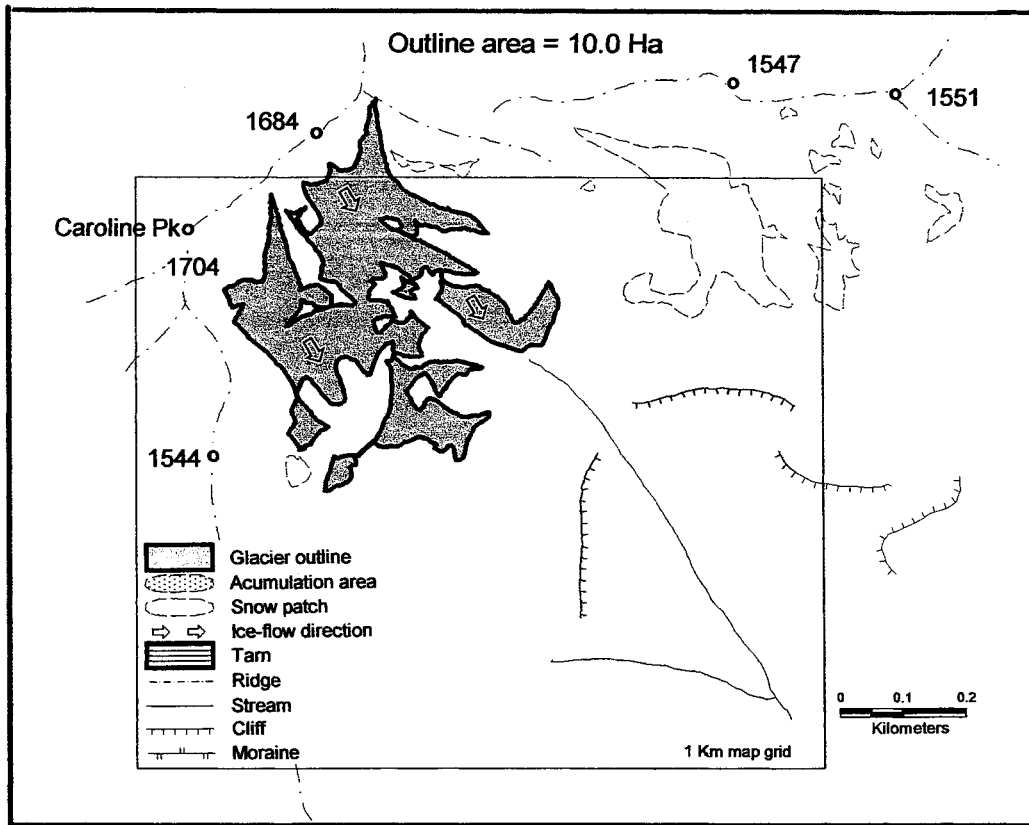 Outline area = 10.0 Ha
1547
1551
1684
Caroline Pk
1704
1544
Glacier outline
Acumulation area
Snow patch
Ice-flow direction
Tarn
Ridge
Stream
Cliff
Moraine
0 0.1 0.2
Kilometers
1 Km map grid